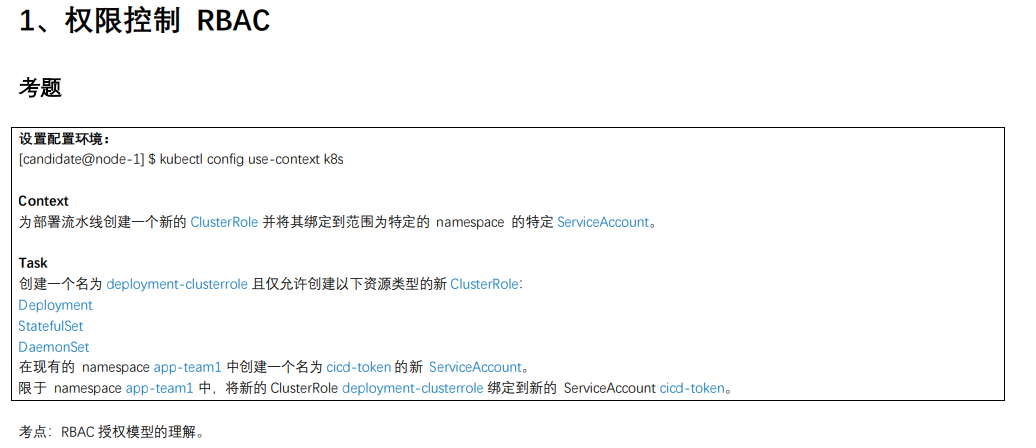 1、权限控制 RBAC
考题
设置配置环境：
[candidate@node-1] $ kubectl config use-context k8s
Context
为部署流水线创建一个新的 ClusterRole 并将其绑定到范围为特定的 namespace 的特定 ServiceAccount。
Task
创建一个名为 deployment-clusterrole 且仅允许创建以下资源类型的新 ClusterRole：
Deployment
StatefulSet
DaemonSet
在现有的 namespace app-team1 中创建一个名为 cicd-token 的新 ServiceAccount。
限于 namespace app-team1 中，将新的 ClusterRole deployment-clusterrole 绑定到新的 ServiceAccount cicd-token。
考点：RBAC 授权模型的理解。